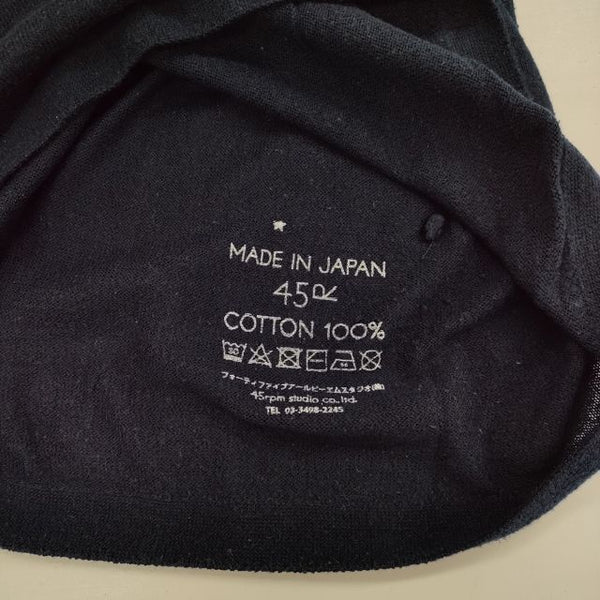 MADE IN JAPAN
45R
COTTON 100%
フォーティファイブアールピーエムスタジオ(株)
45rpm studio co.,ltd.
TEL 03-3498-2245